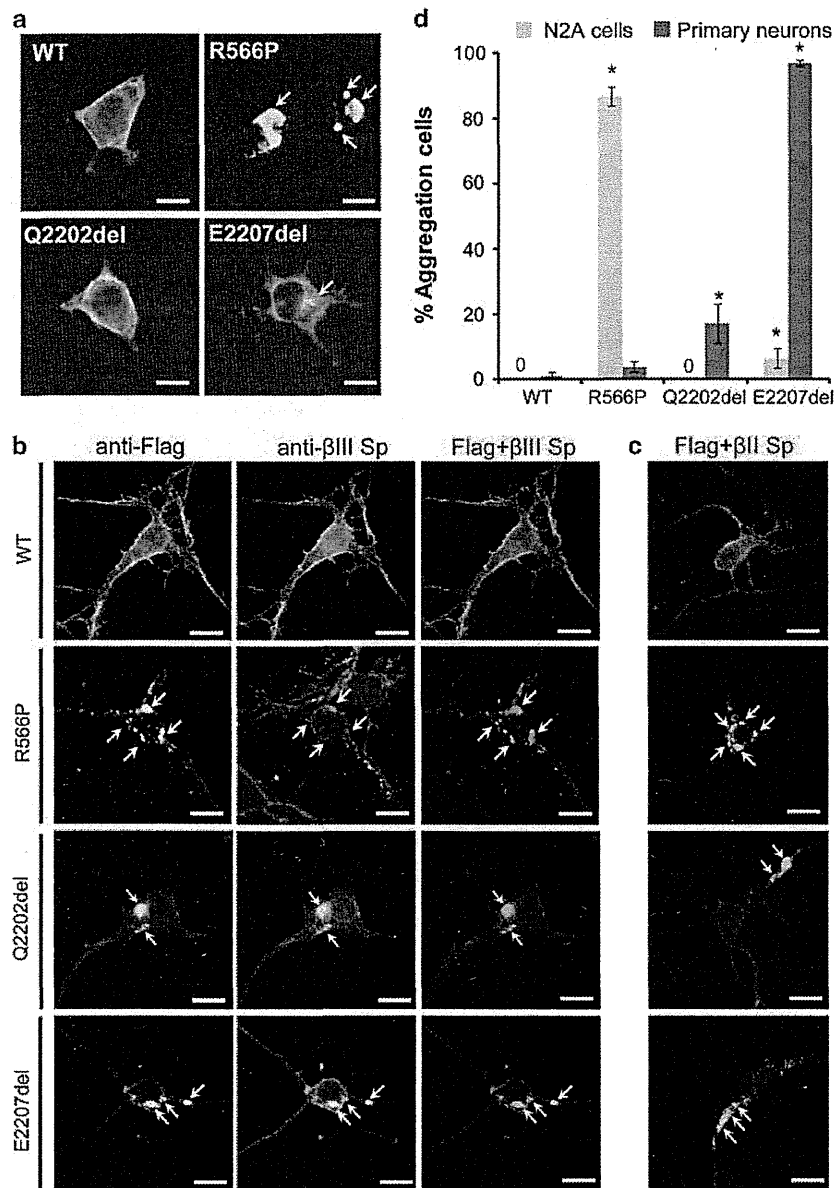 a
WT
R566P
Q2202del
E2207del
d
N2A cells
Primary neurons
% Aggregation cells
100
80
60
40
20
0
*
*
*
*
0
0
WT
R566P
Q2202del
E2207del
b
anti-Flag
anti-βIII Sp
Flag+βIII Sp
c
Flag+βII Sp
WT
R566P
Q2202del
E2207del